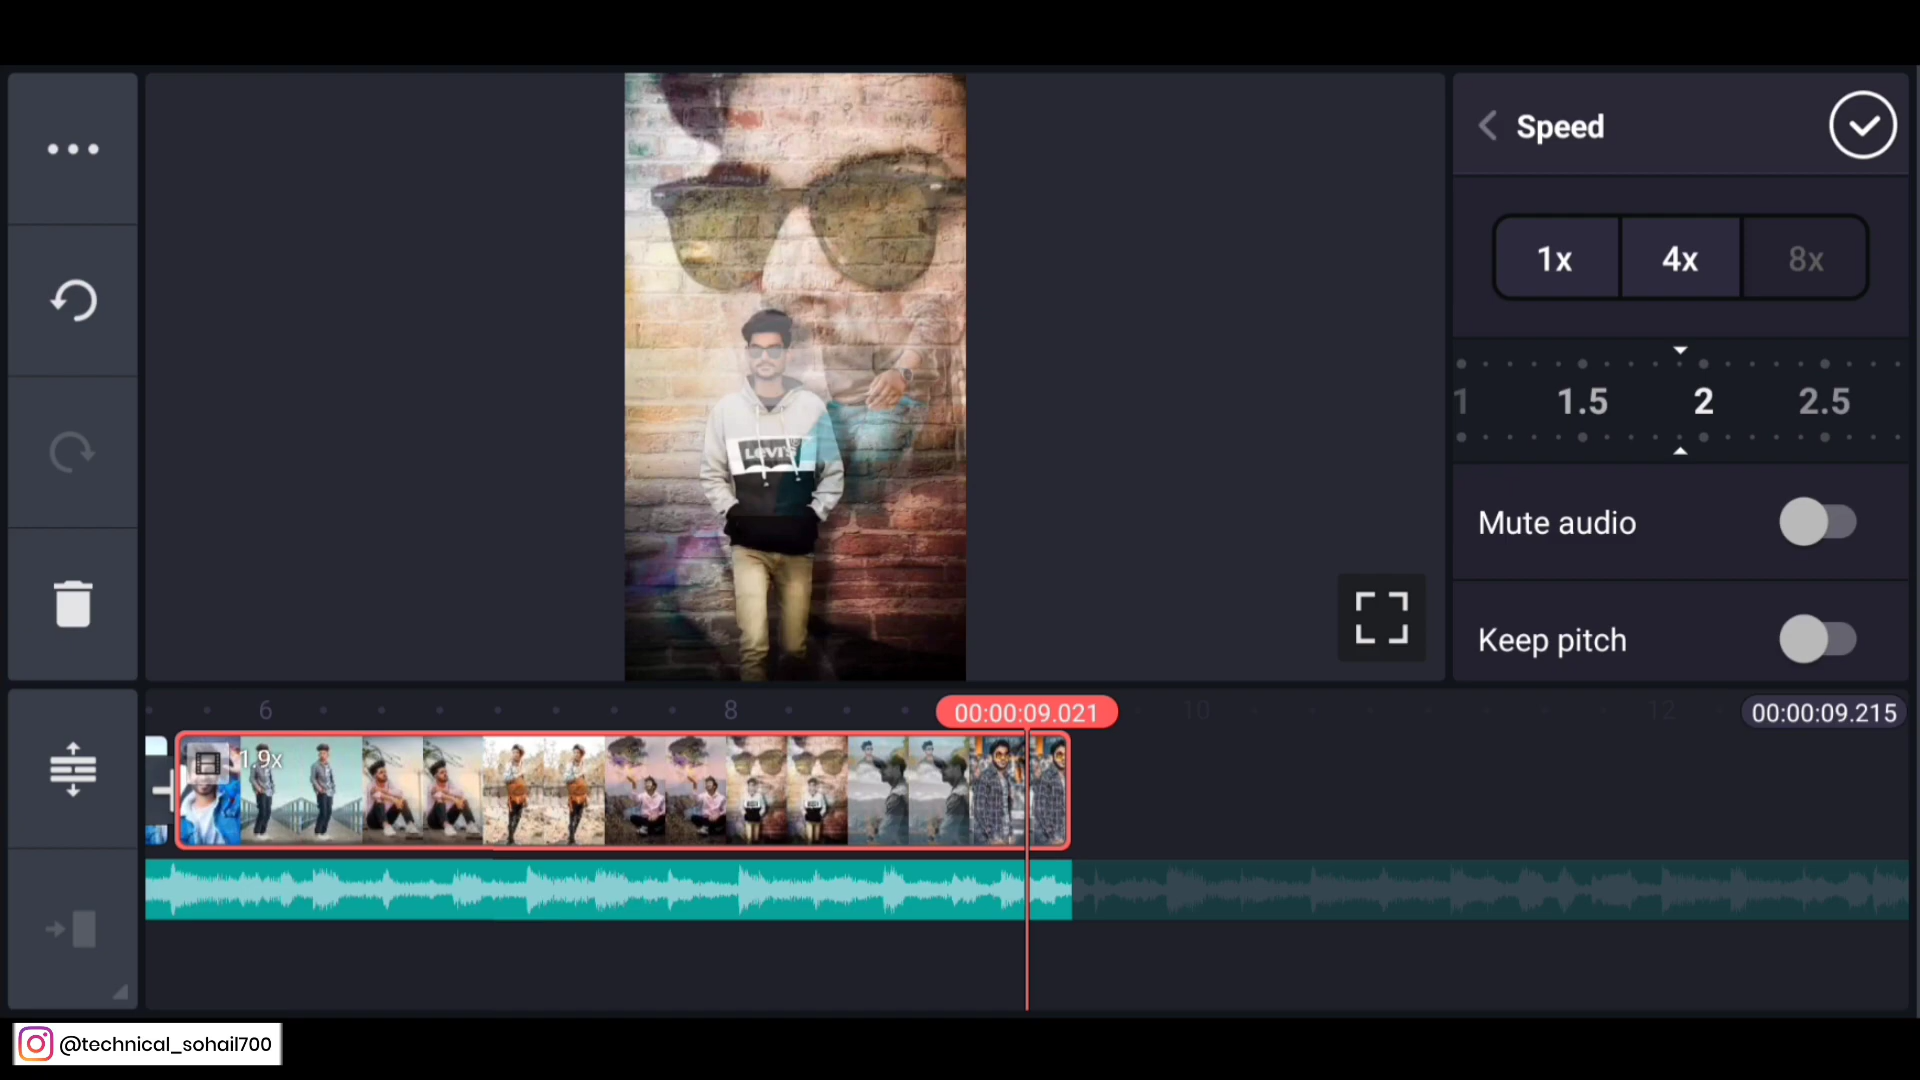 Speed
1x 4x 8x
1 1.5 2 2.5
LEVI'S
Mute audio
Keep pitch
6 8 00:00:09.021 10 12 00:00:09.215
1.9x
@technical_sohail700